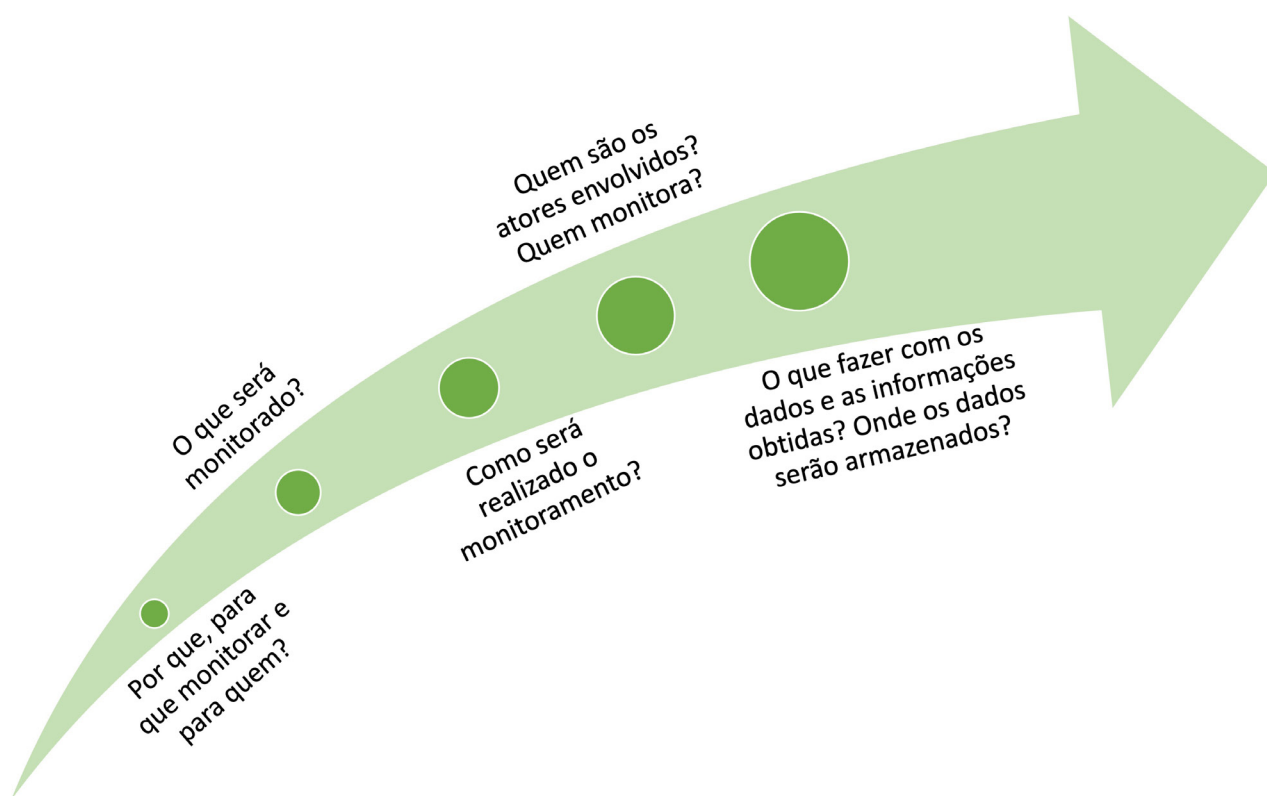 Por que, para
que monitorar e
para quem?
O que será
monitorado?
Como será
realizado o
monitoramento?
Quem são os
atores envolvidos?
Quem monitora?
O que fazer com os
dados e as informações
obtidas? Onde os dados
serão armazenados?